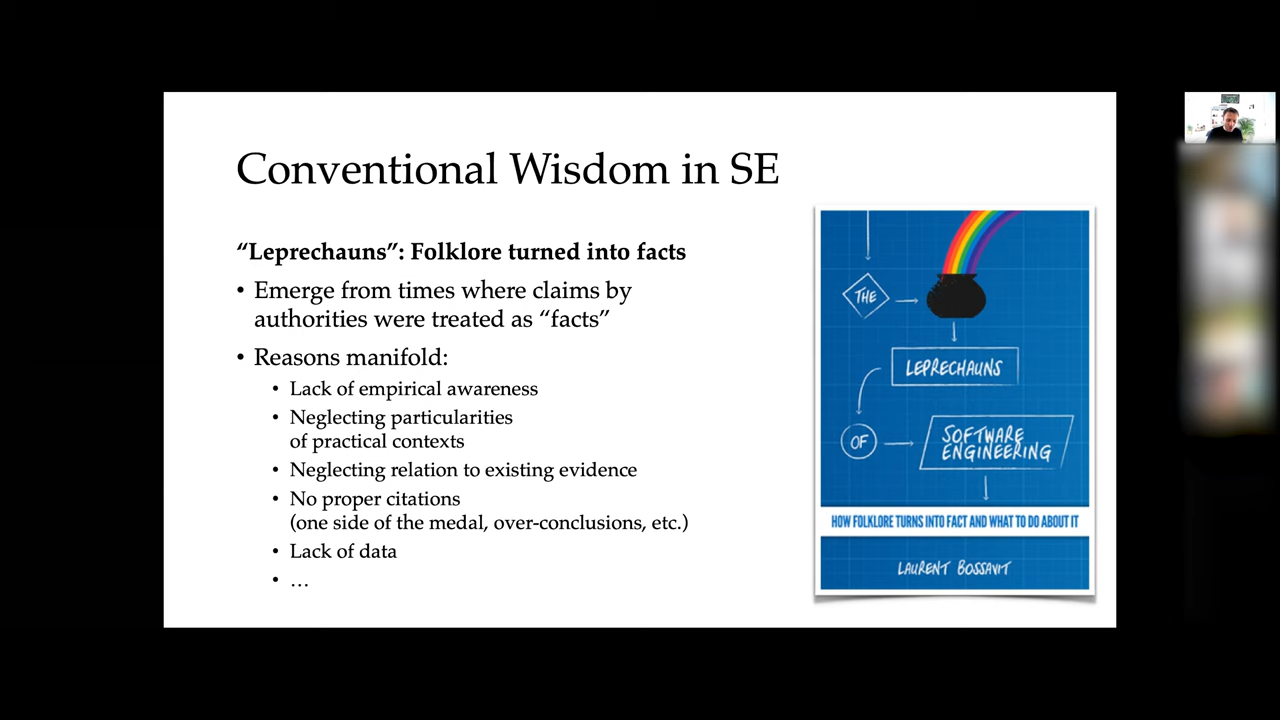 Conventional Wisdom in SE
“Leprechauns”: Folklore turned into facts
• Emerge from times where claims by
authorities were treated as “facts”
• Reasons manifold:
• Lack of empirical awareness
• Neglecting particularities
of practical contexts
• Neglecting relation to existing evidence
• No proper citations
(one side of the medal, over-conclusions, etc.)
• Lack of data
• …
THE
LEPRECHAUNS
OF
SOFTWARE
ENGINEERING
HOW FOLKLORE TURNS INTO FACT AND WHAT TO DO ABOUT IT
LAURENT BOSSAVIT